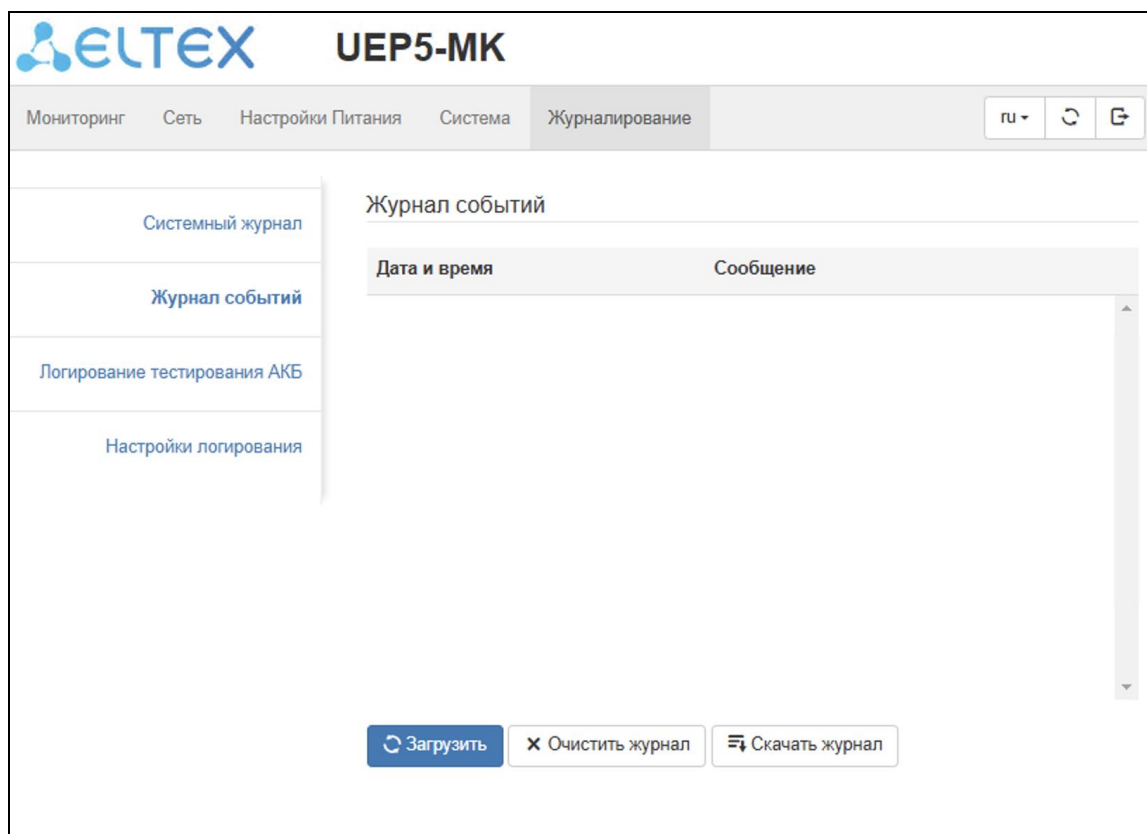 ELTEX UEP5-MK
Мониторинг Сеть Настройки Питания Система Журналирование ru
Системный журнал
Журнал событий
Логирование тестирования АКБ
Настройки логирования
Журнал событий
Дата и время Сообщение
Загрузить Очистить журнал Скачать журнал